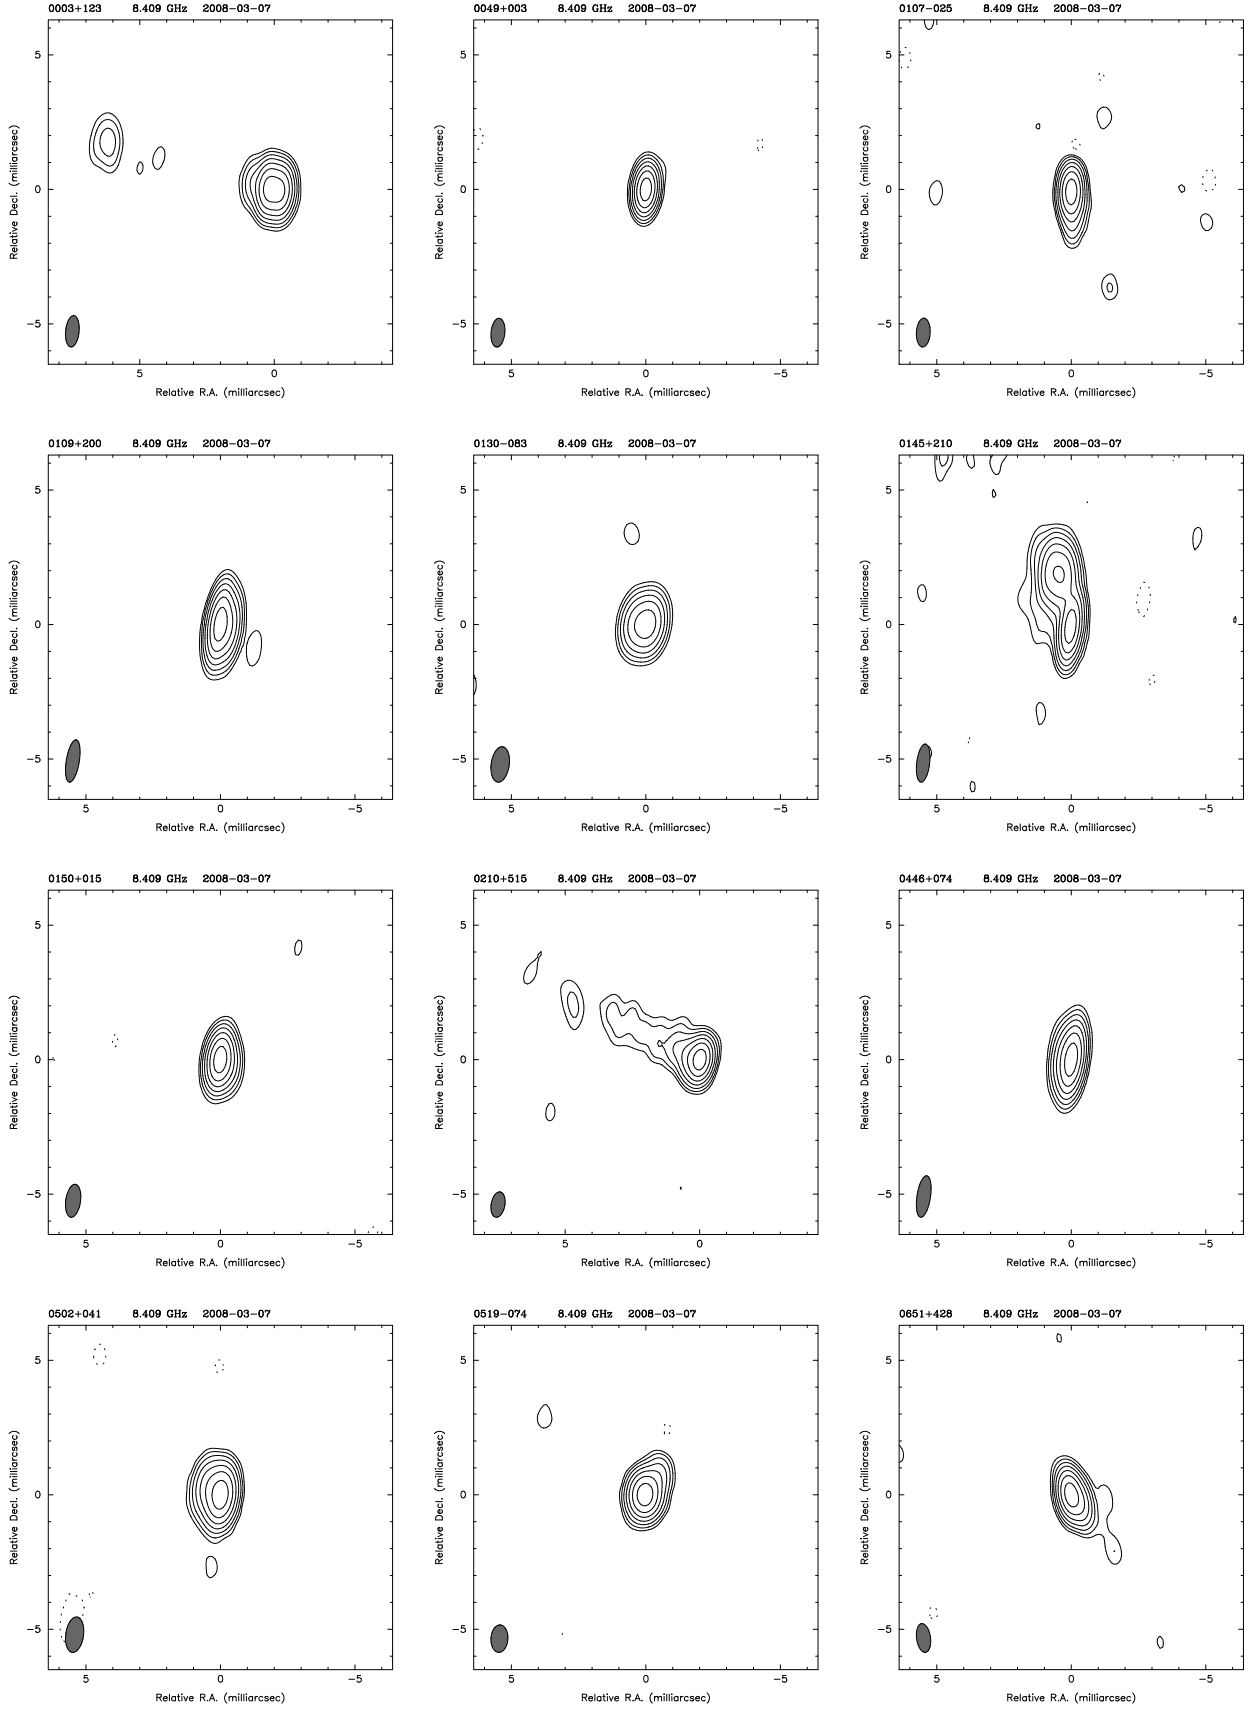 0003+123 8.409 GHz 2008-03-07
0049+003 8.409 GHz 2008-03-07
0107-025 8.409 GHz 2008-03-07
Relative Decl. (milliarcsec)
5
0
-5
5
0
Relative R.A. (milliarcsec)
Relative Decl. (milliarcsec)
5
0
-5
5
0
-5
Relative R.A. (milliarcsec)
Relative Decl. (milliarcsec)
5
0
-5
5
0
-5
Relative R.A. (milliarcsec)
0109+200 8.409 GHz 2008-03-07
0130-083 8.409 GHz 2008-03-07
0145+210 8.409 GHz 2008-03-07
Relative Decl. (milliarcsec)
5
0
-5
5
0
-5
Relative R.A. (milliarcsec)
Relative Decl. (milliarcsec)
5
0
-5
5
0
-5
Relative R.A. (milliarcsec)
Relative Decl. (milliarcsec)
5
0
-5
5
0
-5
Relative R.A. (milliarcsec)
0150+015 8.409 GHz 2008-03-07
0210+515 8.409 GHz 2008-03-07
0446+074 8.409 GHz 2008-03-07
Relative Decl. (milliarcsec)
5
0
-5
5
0
-5
Relative R.A. (milliarcsec)
Relative Decl. (milliarcsec)
5
0
-5
5
0
Relative R.A. (milliarcsec)
Relative Decl. (milliarcsec)
5
0
-5
5
0
-5
Relative R.A. (milliarcsec)
0502+041 8.409 GHz 2008-03-07
0519-074 8.409 GHz 2008-03-07
0651+428 8.409 GHz 2008-03-07
Relative Decl. (milliarcsec)
5
0
-5
5
0
-5
Relative R.A. (milliarcsec)
Relative Decl. (milliarcsec)
5
0
-5
5
0
-5
Relative R.A. (milliarcsec)
Relative Decl. (milliarcsec)
5
0
-5
5
0
-5
Relative R.A. (milliarcsec)